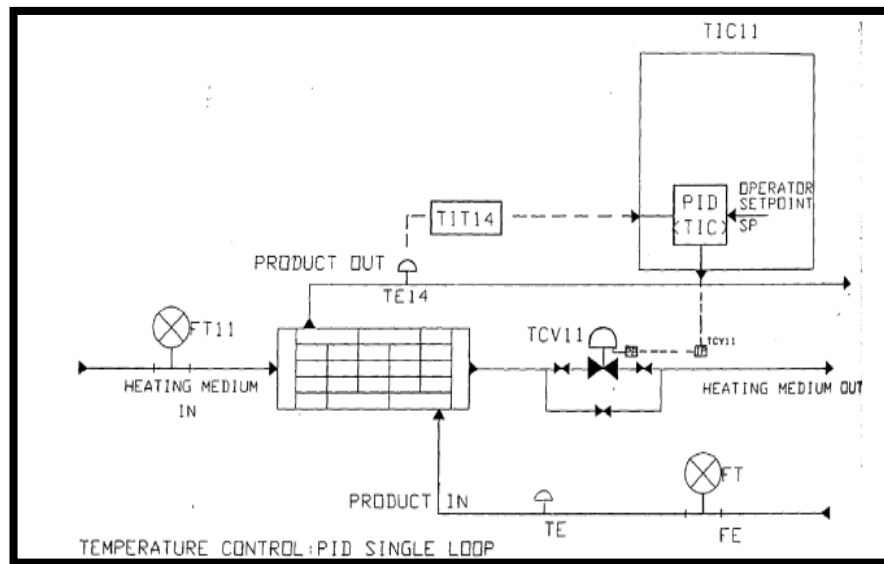 TIC11
PID
<TIC>
OPERATOR
SETPOINT
SP
TIT14
PRODUCT OUT
TE14
FT11
TCV11
TCY11
HEATING MEDIUM
IN
HEATING MEDIUM OUT
PRODUCT IN
FT
TE
FE
TEMPERATURE CONTROL:PID SINGLE LOOP